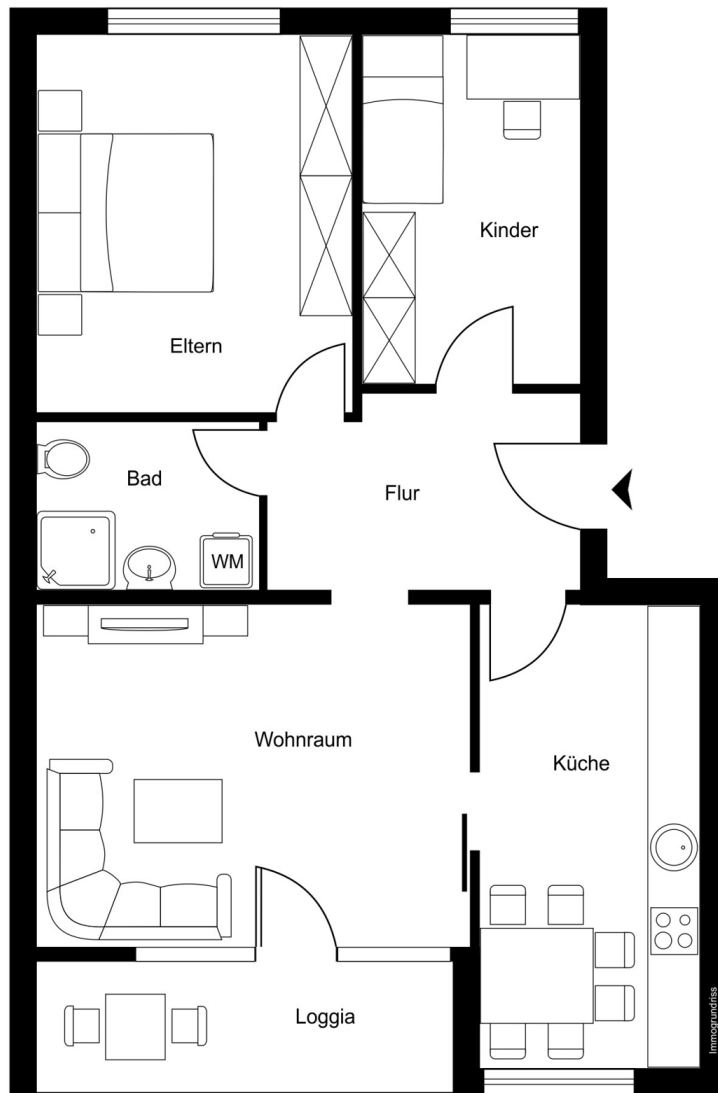 Kinder
Eltern
Bad
Flur
WM
Wohnraum
Küche
Loggia
Immogrundriss